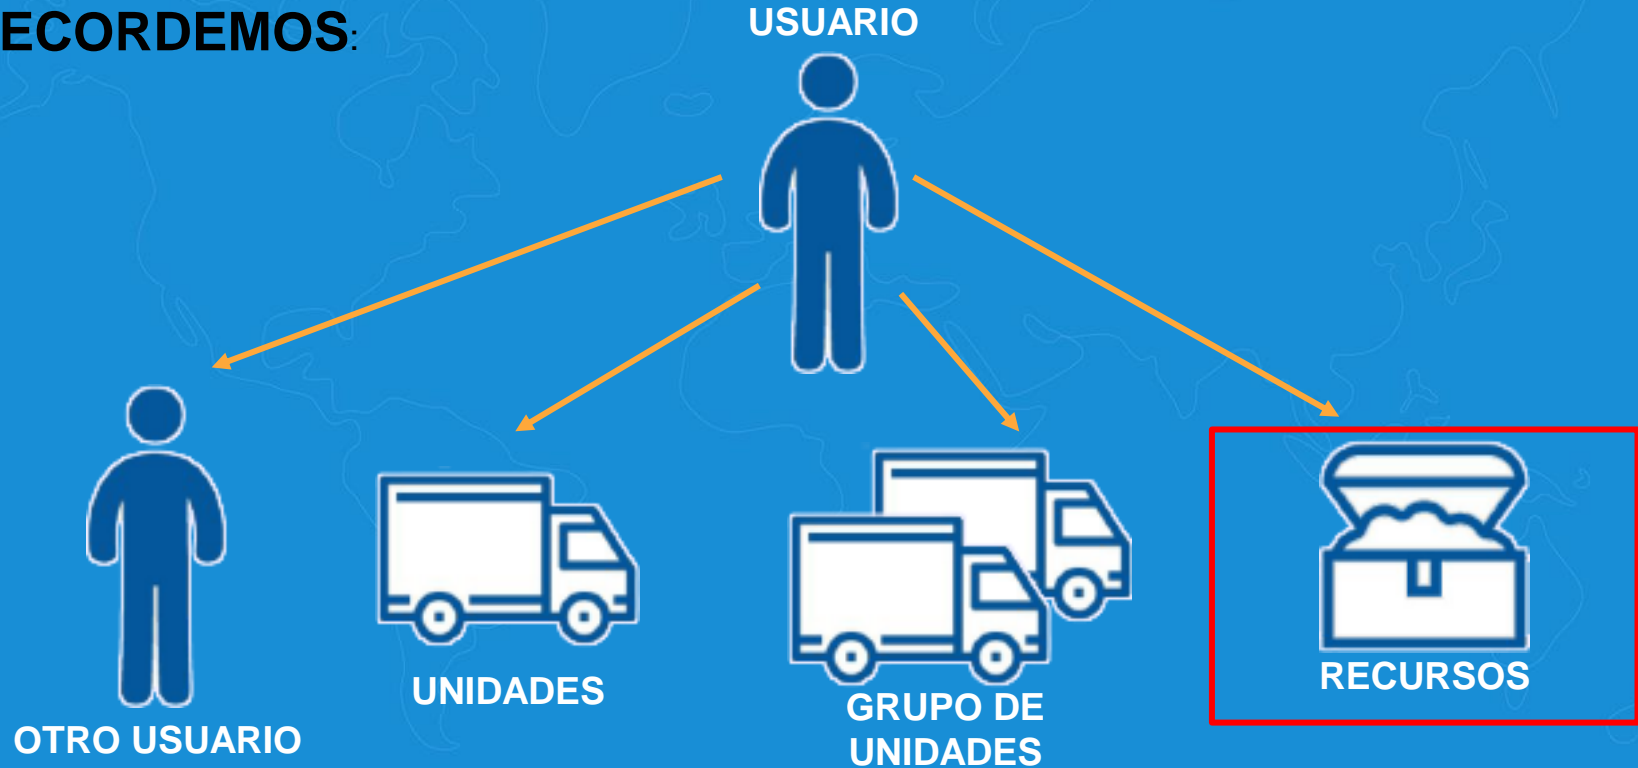 ECORDEMOS:
USUARIO
OTRO USUARIO
UNIDADES
GRUPO DE
UNIDADES
RECURSOS